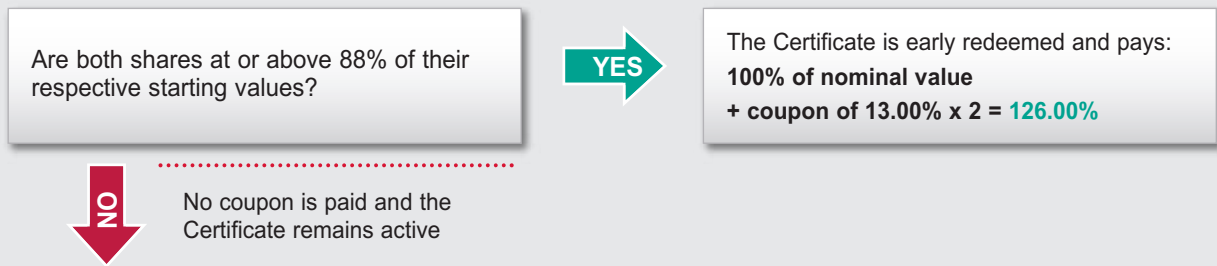 Are both shares at or above 88% of their
respective starting values?
YES
The Certificate is early redeemed and pays:
100% of nominal value
+ coupon of 13.00% x 2 = 126.00%
NO
No coupon is paid and the
Certificate remains active